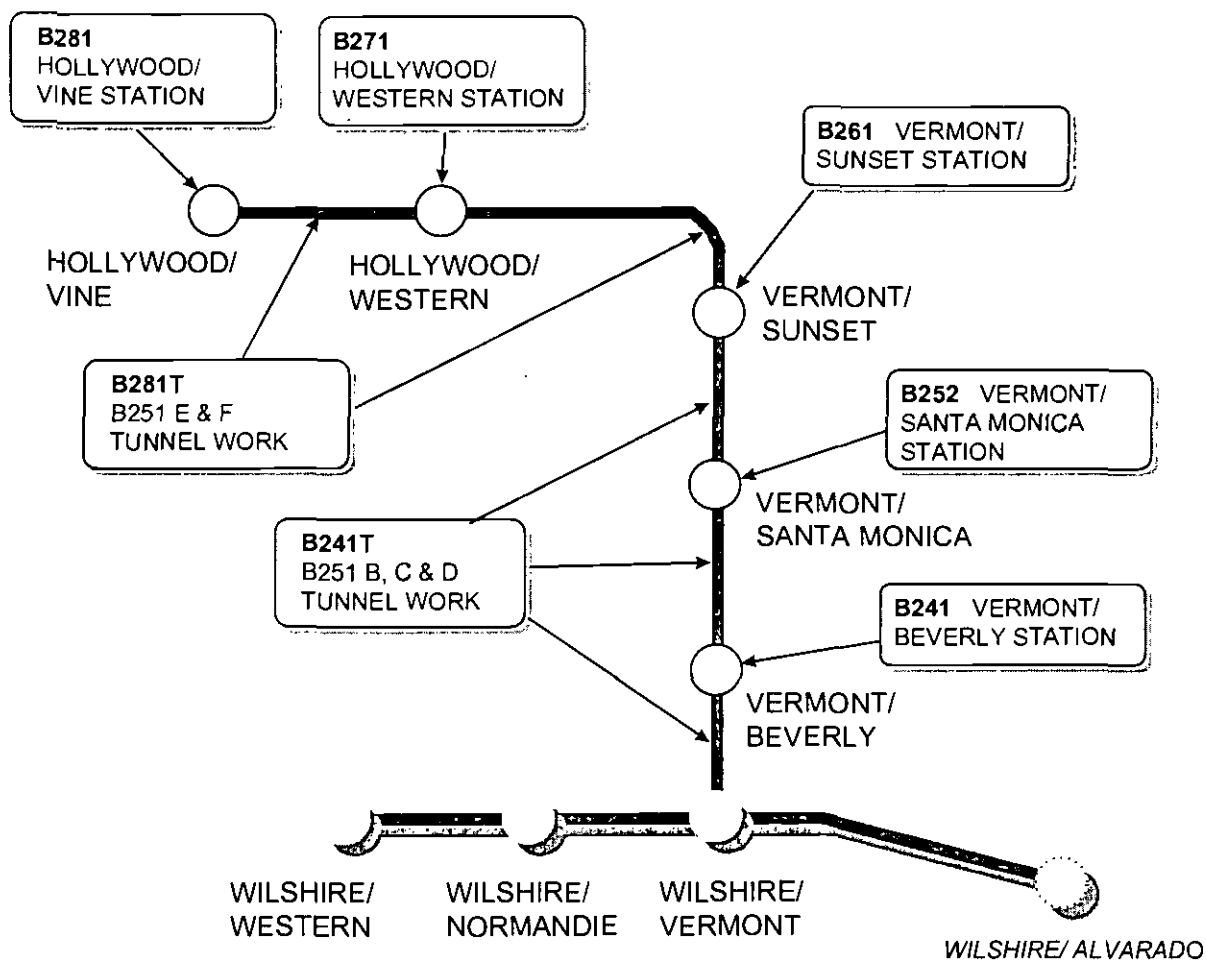 B281
HOLLYWOOD/
VINE STATION
B271
HOLLYWOOD/
WESTERN STATION
B261 VERMONT/
SUNSET STATION
HOLLYWOOD/
VINE
HOLLYWOOD/
WESTERN
VERMONT/
SUNSET
B281T
B251 E & F
TUNNEL WORK
B252 VERMONT/
SANTA MONICA
STATION
VERMONT/
SANTA MONICA
B241T
B251 B, C & D
TUNNEL WORK
B241 VERMONT/
BEVERLY STATION
VERMONT/
BEVERLY
WILSHIRE/
WESTERN
WILSHIRE/
NORMANDIE
WILSHIRE/
VERMONT
WILSHIRE/ ALVARADO